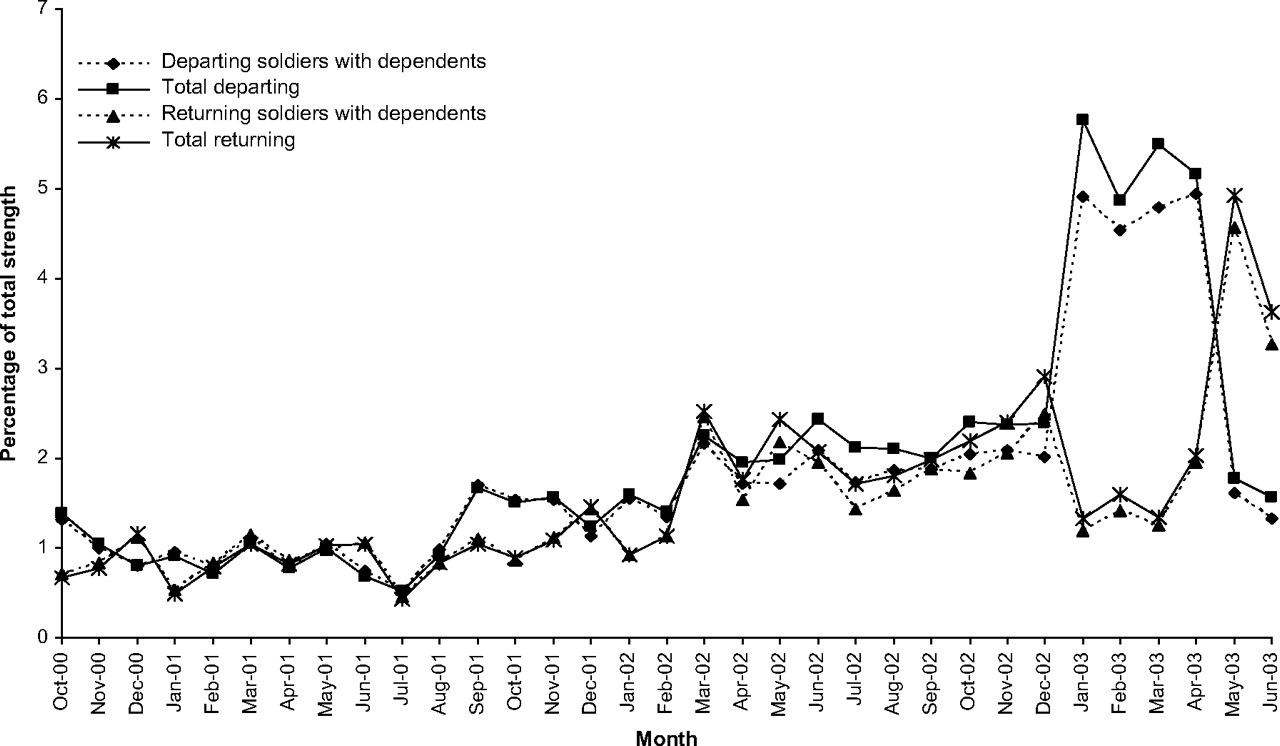 7
6
5
4
3
2
1
0
Percentage of total strength
Departing soldiers with dependents
Total departing
Returning soldiers with dependents
Total returning
Oct-00
Nov-00
Dec-00
Jan-01
Feb-01
Mar-01
Apr-01
May-01
Jun-01
Jul-01
Aug-01
Sep-01
Oct-01
Nov-01
Dec-01
Jan-02
Feb-02
Mar-02
Apr-02
May-02
Jun-02
Jul-02
Aug-02
Sep-02
Oct-02
Nov-02
Dec-02
Jan-03
Feb-03
Mar-03
Apr-03
May-03
Jun-03
Month